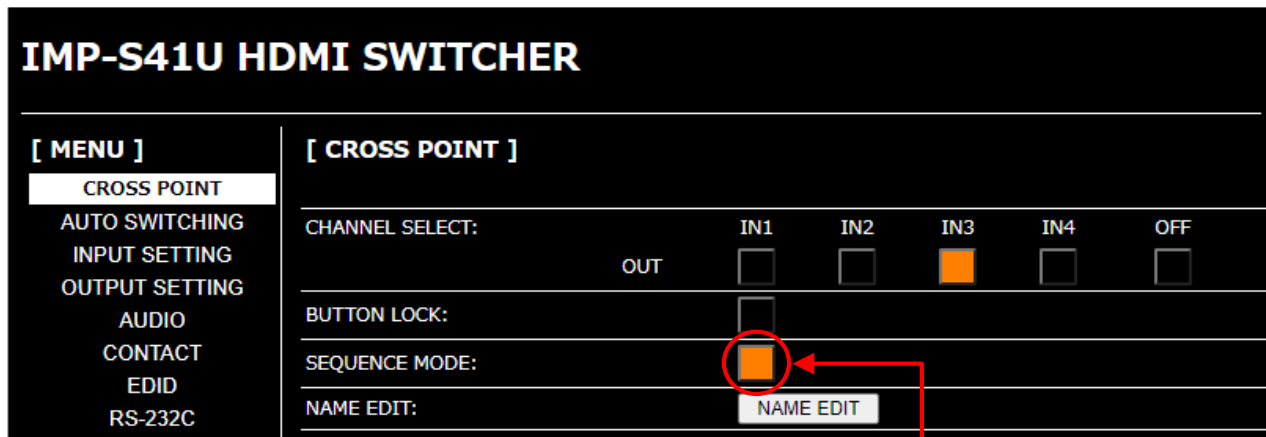 IMP-S41U HDMI SWITCHER
[ MENU ]
CROSS POINT
AUTO SWITCHING
INPUT SETTING
OUTPUT SETTING
AUDIO
CONTACT
EDID
RS-232C
[ CROSS POINT ]
CHANNEL SELECT: IN1 IN2 IN3 IN4 OFF
OUT
BUTTON LOCK:
SEQUENCE MODE:
NAME EDIT: NAME EDIT